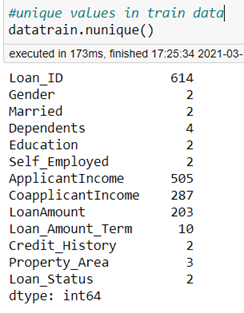 #unique values in train data
datatrain.nunique()
executed in 173ms, finished 17:25:34 2021-03-
Loan_ID 614
Gender 2
Married 2
Dependents 4
Education 2
Self_Employed 2
ApplicantIncome 505
CoapplicantIncome 287
LoanAmount 203
Loan_Amount_Term 10
Credit_History 2
Property_Area 3
Loan_Status 2
dtype: int64